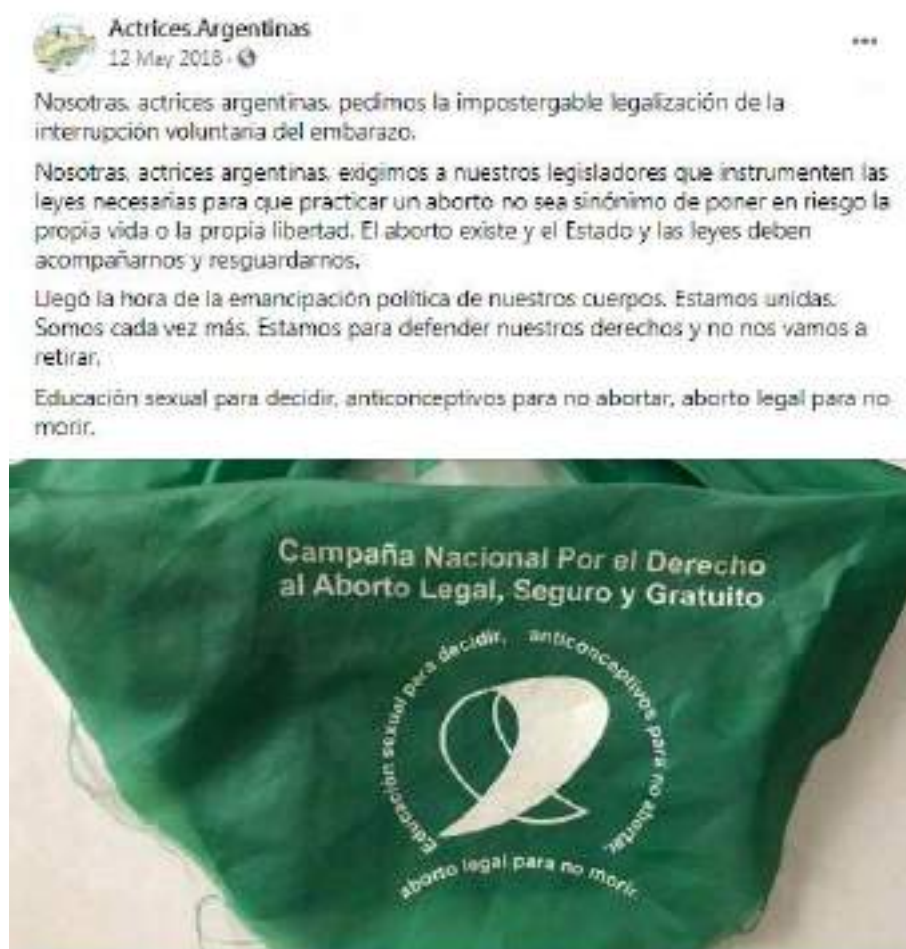 Actrices.Argentinas
12 May 2018 ·
Nosotras, actrices argentinas, pedimos la impostergable legalización de la
interrupción voluntaria del embarazo.
Nosotras, actrices argentinas, exigimos a nuestros legisladores que instrumenten las
leyes necesarias para que practicar un aborto no sea sinónimo de poner en riesgo la
propia vida o la propia libertad. El aborto existe y el Estado y las leyes deben
acompañarnos y resguardarnos.
Llegó la hora de la emancipación política de nuestros cuerpos. Estamos unidas.
Somos cada vez más. Estamos para defender nuestros derechos y no nos vamos a
retirar.
Educación sexual para decidir, anticonceptivos para no abortar, aborto legal para no
morir.
Campaña Nacional Por el Derecho
al Aborto Legal, Seguro y Gratuito
Educación sexual para decidir, anticonceptivos para no abortar,
aborto legal para no morir.